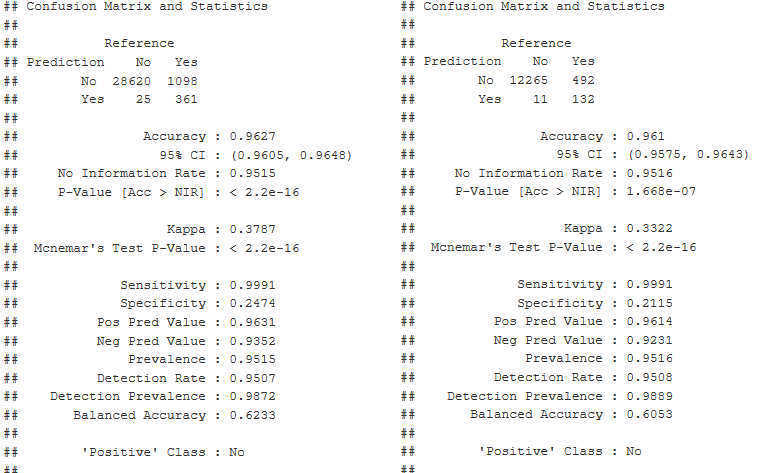 ## Confusion Matrix and Statistics
##
##           Reference
## Prediction    No   Yes
##        No  28620  1098
##        Yes    25   361
##
##                Accuracy : 0.9627
##                  95% CI : (0.9605, 0.9648)
##     No Information Rate : 0.9515
##     P-Value [Acc > NIR] : < 2.2e-16
##
##                   Kappa : 0.3787
##  Mcnemar's Test P-Value : < 2.2e-16
##
##             Sensitivity : 0.9991
##             Specificity : 0.2474
##          Pos Pred Value : 0.9631
##          Neg Pred Value : 0.9352
##              Prevalence : 0.9515
##          Detection Rate : 0.9507
##    Detection Prevalence : 0.9872
##       Balanced Accuracy : 0.6233
##
##        'Positive' Class : No
##
## Confusion Matrix and Statistics
##
##           Reference
## Prediction    No   Yes
##        No  12265   492
##        Yes    11   132
##
##                Accuracy : 0.961
##                  95% CI : (0.9575, 0.9643)
##     No Information Rate : 0.9516
##     P-Value [Acc > NIR] : 1.668e-07
##
##                   Kappa : 0.3322
##  Mcnemar's Test P-Value : < 2.2e-16
##
##             Sensitivity : 0.9991
##             Specificity : 0.2115
##          Pos Pred Value : 0.9614
##          Neg Pred Value : 0.9231
##              Prevalence : 0.9516
##          Detection Rate : 0.9508
##    Detection Prevalence : 0.9889
##       Balanced Accuracy : 0.6053
##
##        'Positive' Class : No
##